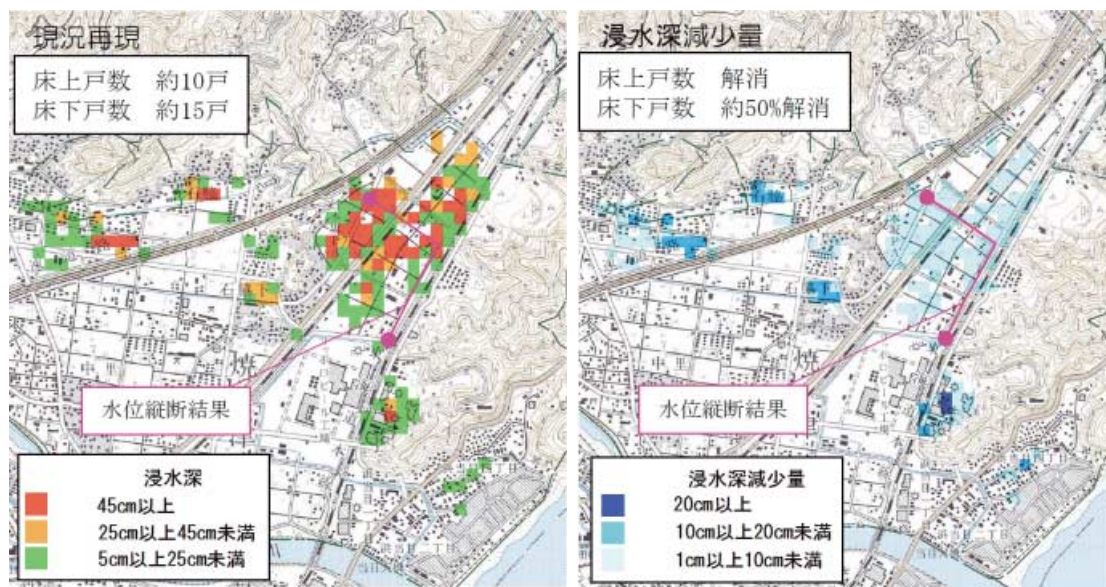 現況再現
床上戸数　約10戸
床下戸数　約15戸
焼
水位縦断結果
浸水深
45cm以上
25cm以上45cm未満
5cm以上25cm未満
浸水深減少量
床上戸数　解消
床下戸数　約50%解消
焼
水位縦断結果
浸水深減少量
20cm以上
10cm以上20cm未満
1cm以上10cm未満